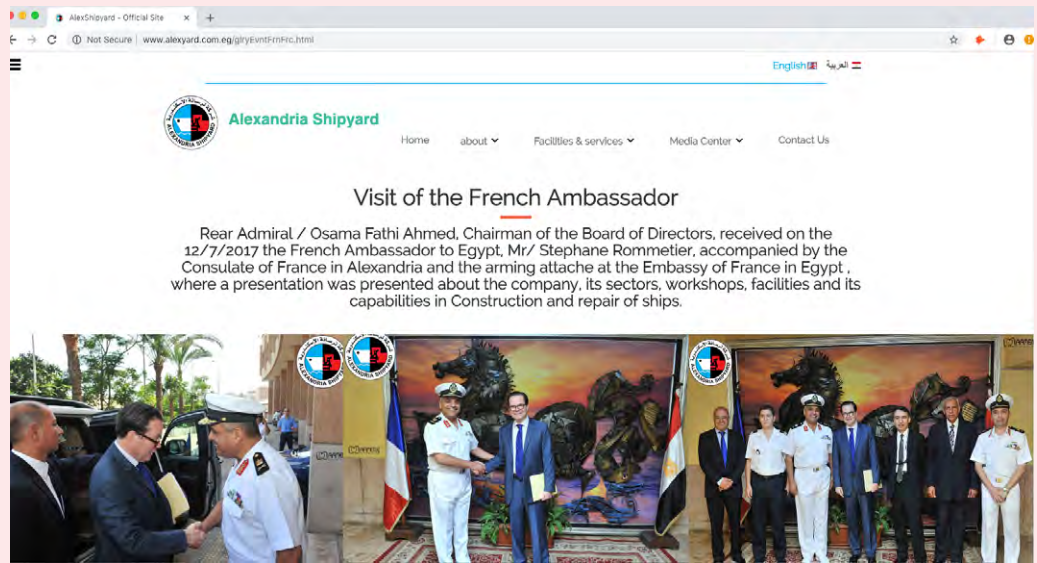 AlexShipyard - Official Site
Not Secure | www.alexyard.com.eg/glryEvntFrnFrc.html
English العربية
ALEXANDRIA SHIPYARD
Alexandria Shipyard
Home about Facilities & services Media Center Contact Us
Visit of the French Ambassador
Rear Admiral / Osama Fathi Ahmed, Chairman of the Board of Directors, received on the
12/7/2017 the French Ambassador to Egypt, Mr/ Stephane Rommetier, accompanied by the
Consulate of France in Alexandria and the arming attache at the Embassy of France in Egypt ,
where a presentation was presented about the company, its sectors, workshops, facilities and its
capabilities in Construction and repair of ships.